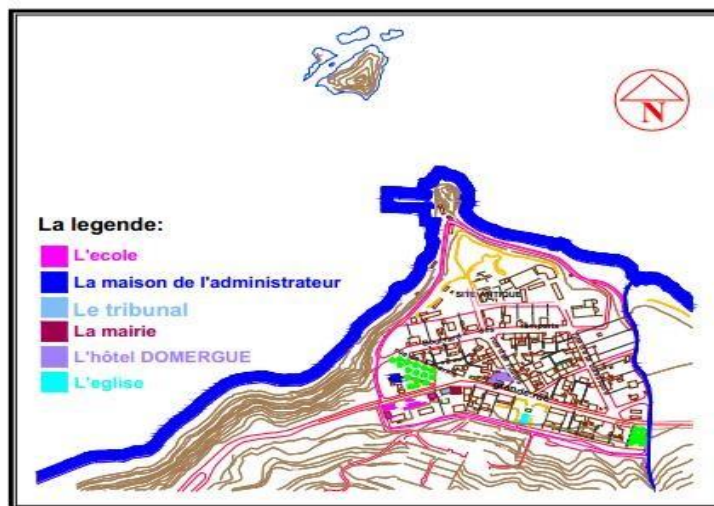 N
La legende:
L'ecole
La maison de l'administrateur
Le tribunal
La mairie
L'hôtel DOMERGUE
L'eglise
SITE ANTIQUE